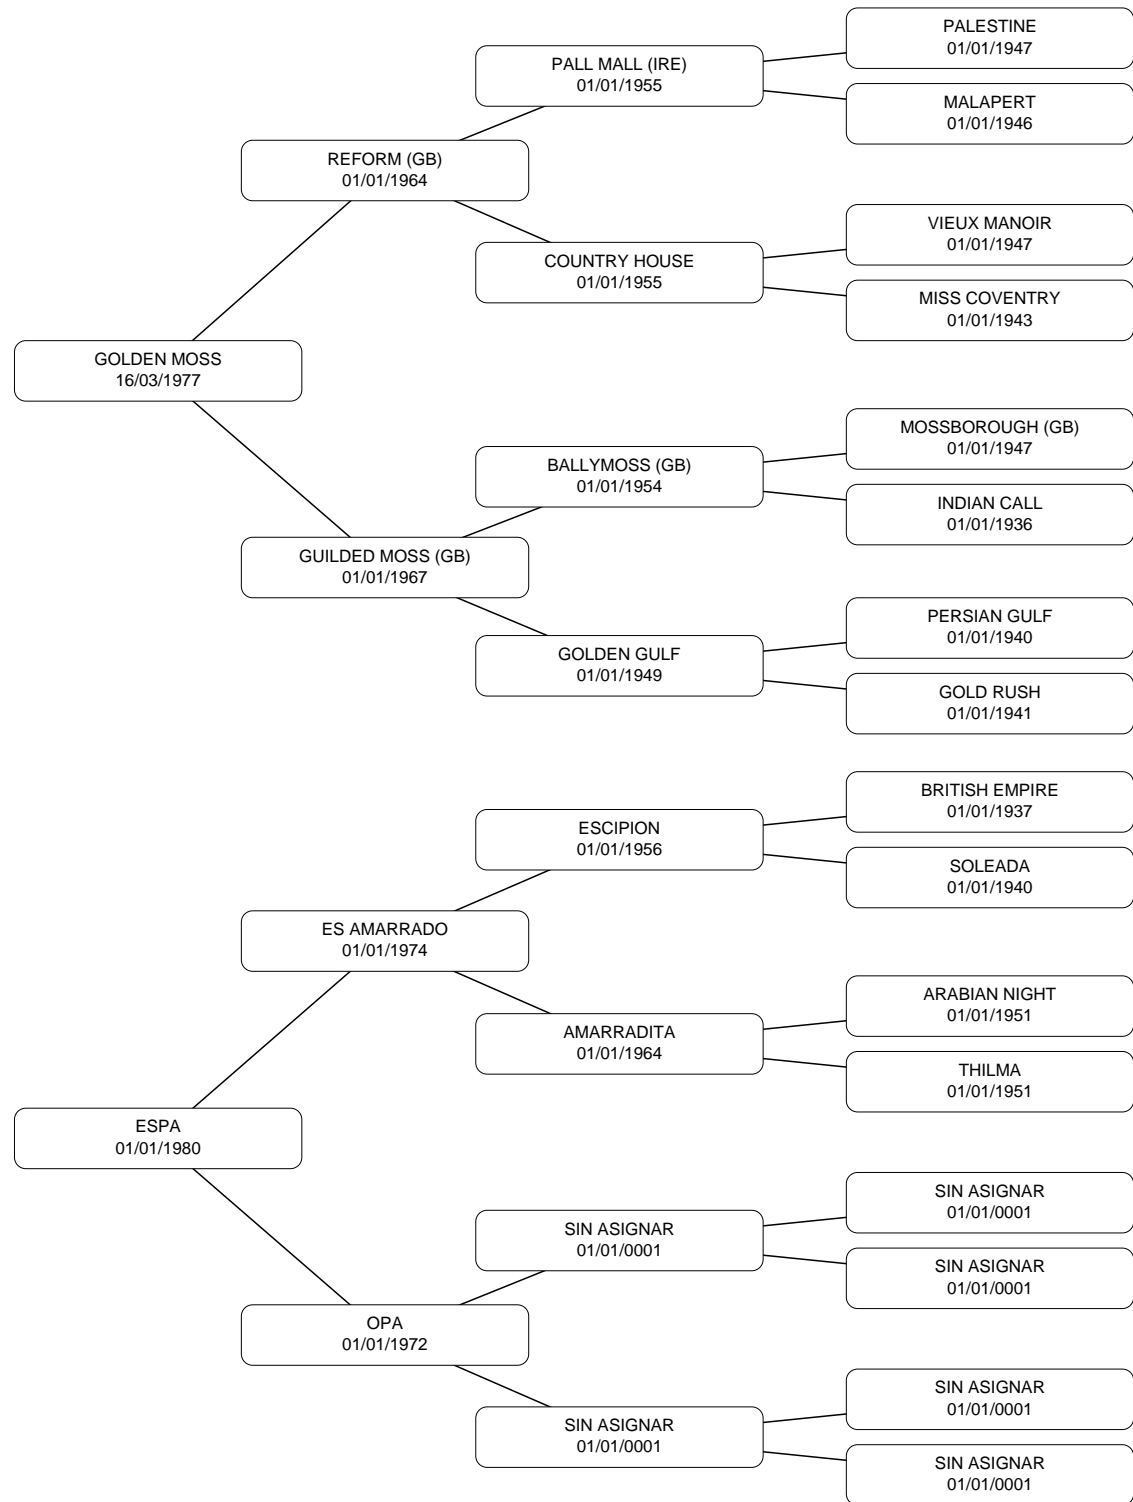 PALESTINE
01/01/1947
PALL MALL (IRE)
01/01/1955
MALAPERT
01/01/1946
REFORM (GB)
01/01/1964
VIEUX MANOIR
01/01/1947
COUNTRY HOUSE
01/01/1955
MISS COVENTRY
01/01/1943
GOLDEN MOSS
16/03/1977
MOSSBOROUGH (GB)
01/01/1947
BALLYMOSS (GB)
01/01/1954
INDIAN CALL
01/01/1936
GUILDED MOSS (GB)
01/01/1967
PERSIAN GULF
01/01/1940
GOLDEN GULF
01/01/1949
GOLD RUSH
01/01/1941
BRITISH EMPIRE
01/01/1937
ESCIPION
01/01/1956
SOLEADA
01/01/1940
ES AMARRADO
01/01/1974
ARABIAN NIGHT
01/01/1951
AMARRADITA
01/01/1964
THILMA
01/01/1951
ESPA
01/01/1980
SIN ASIGNAR
01/01/0001
SIN ASIGNAR
01/01/0001
SIN ASIGNAR
01/01/0001
OPA
01/01/1972
SIN ASIGNAR
01/01/0001
SIN ASIGNAR
01/01/0001
SIN ASIGNAR
01/01/0001